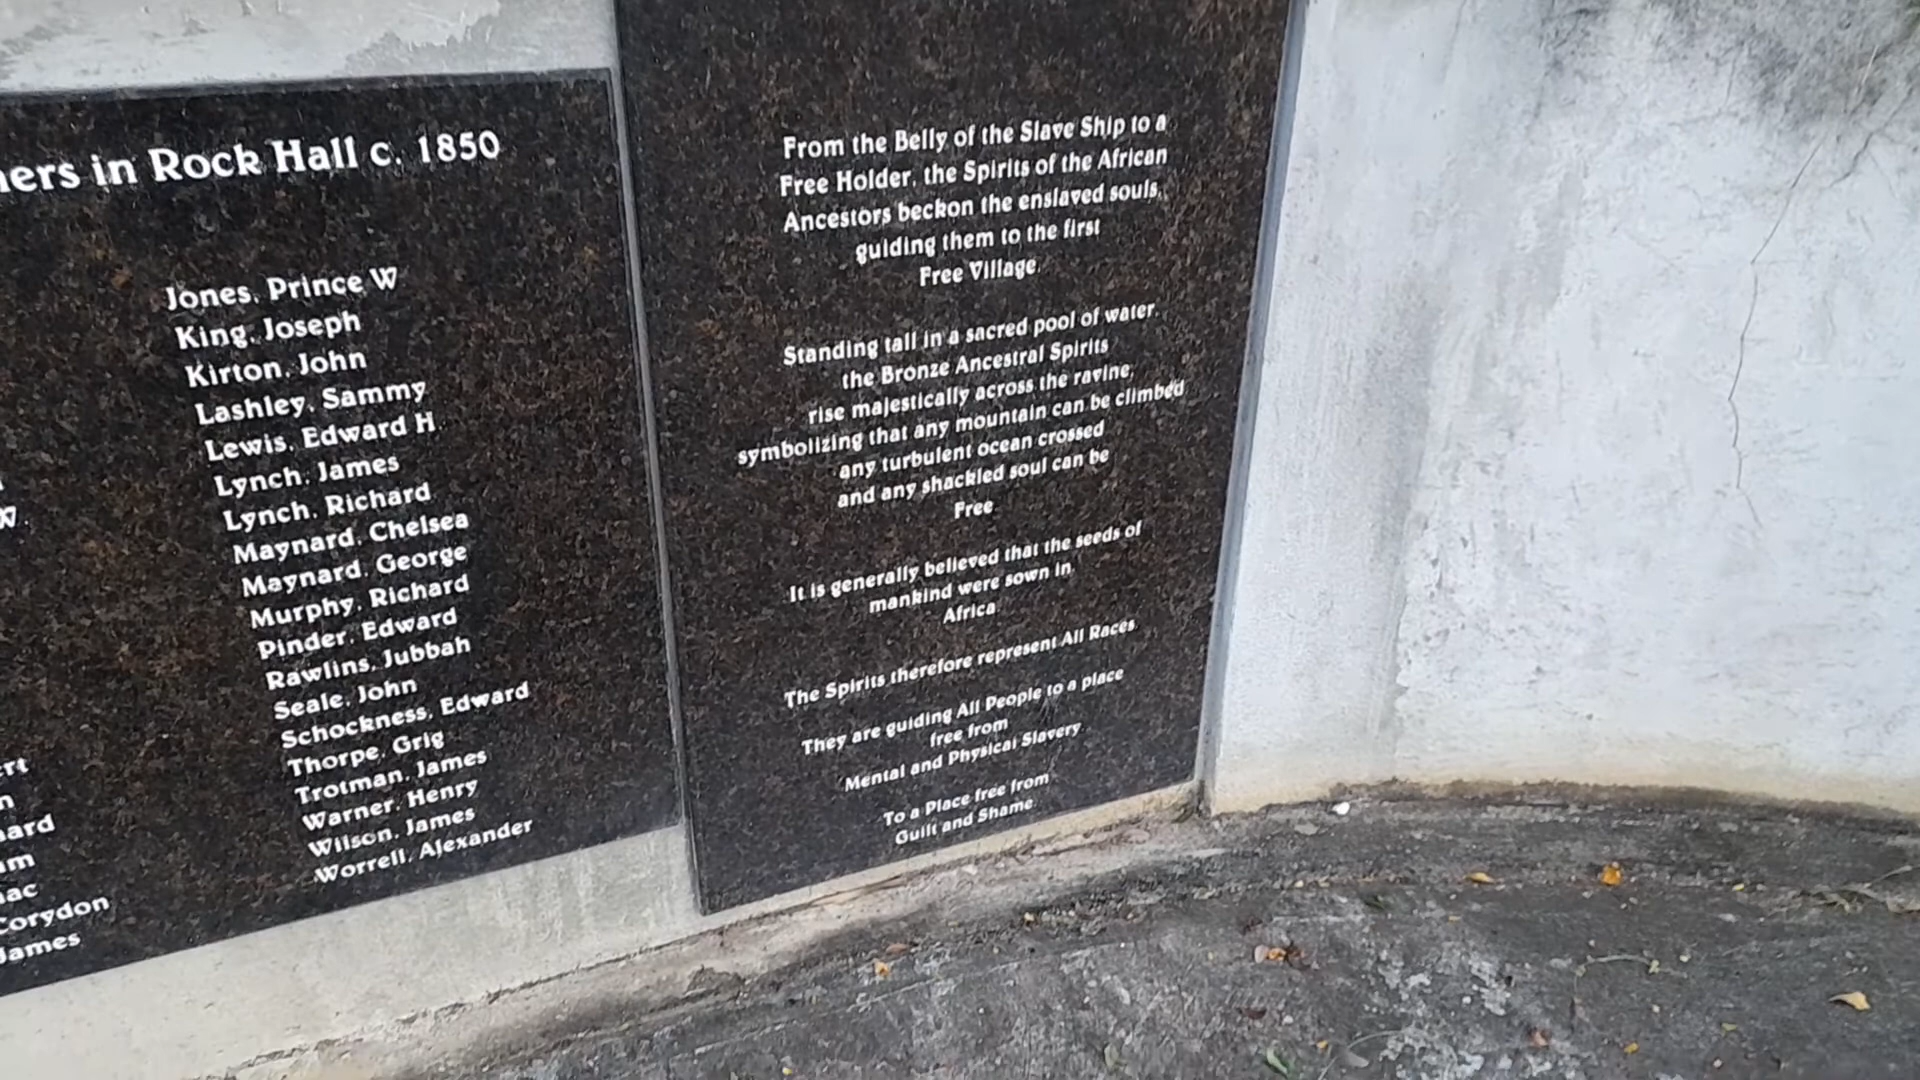 ners in Rock Hall c. 1850
Jones, Prince W
King, Joseph
Kirton, John
Lashley, Sammy
Lewis, Edward H
Lynch, James
Lynch, Richard
Maynard, Chelsea
Maynard, George
Murphy, Richard
Pinder, Edward
Rawlins, Jubbah
Seale, John
Schockness, Edward
Thorpe, Grig
Trotman, James
Warner, Henry
Wilson, James
Worrell, Alexander
W.
ert
n
ard
am
ac
Corydon
James
From the Belly of the Slave Ship to a
Free Holder, the Spirits of the African
Ancestors beckon the enslaved souls,
guiding them to the first
Free Village.
Standing tall in a sacred pool of water,
the Bronze Ancestral Spirits
rise majestically across the ravine,
symbolizing that any mountain can be climbed
any turbulent ocean crossed
and any shackled soul can be
Free
It is generally believed that the seeds of
mankind were sown in
Africa
The Spirits therefore represent All Races
They are guiding All People to a place
free from
Mental and Physical Slavery
To a Place free from
Guilt and Shame